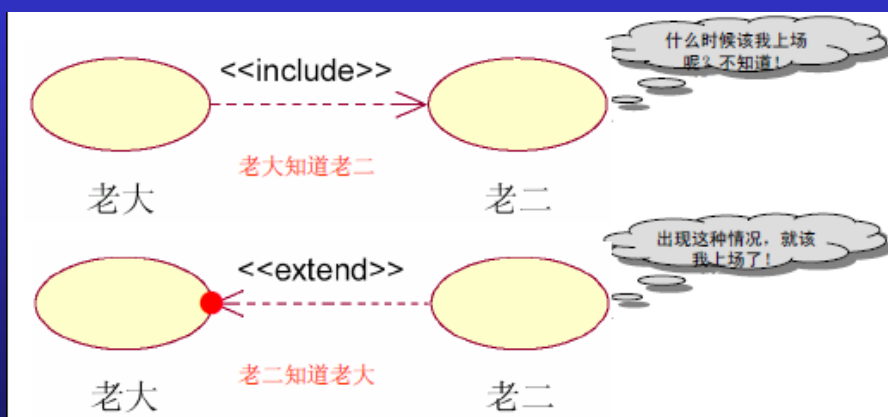 <<include>>
什么时候该我上场
呢？不知道！
老大知道老二
老大
老二
<<extend>>
出现这种情况，就该
我上场了！
老二知道老大
老大
老二